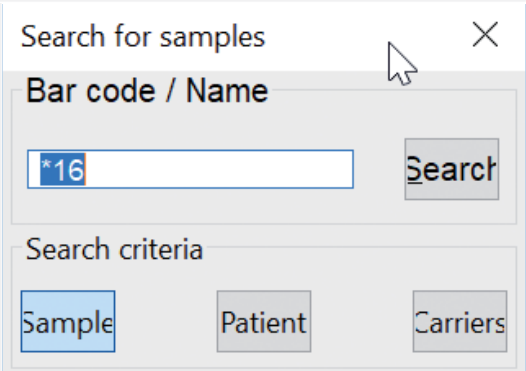 Search for samples
Bar code / Name
*16
Search
Search criteria
Sample
Patient
Carriers